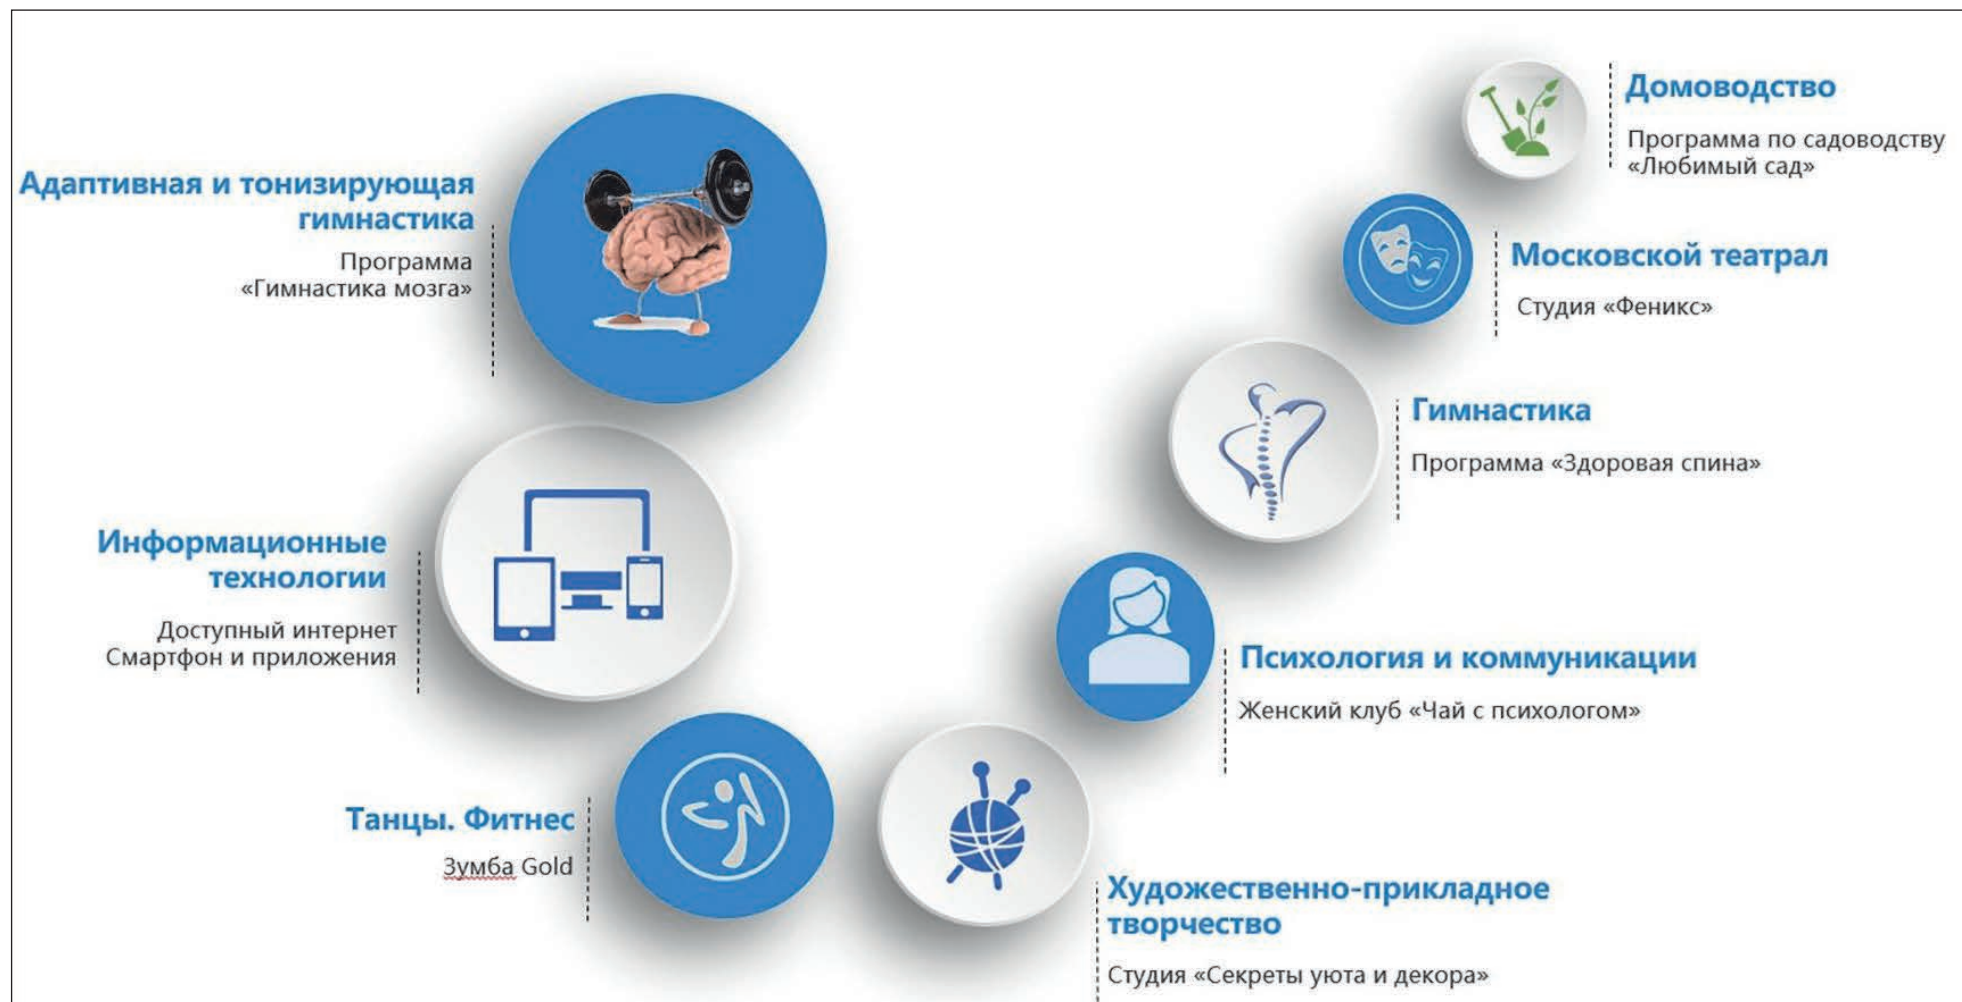 Адаптивная и тонизирующая
гимнастика
Программа
«Гимнастика мозга»
Информационные
технологии
Доступный интернет
Смартфон и приложения
Танцы. Фитнес
Зумба Gold
Художественно-прикладное
творчество
Студия «Секреты уюта и декора»
Психология и коммуникации
Женский клуб «Чай с психологом»
Гимнастика
Программа «Здоровая спина»
Московской театрал
Студия «Феникс»
Домоводство
Программа по садоводству
«Любимый сад»